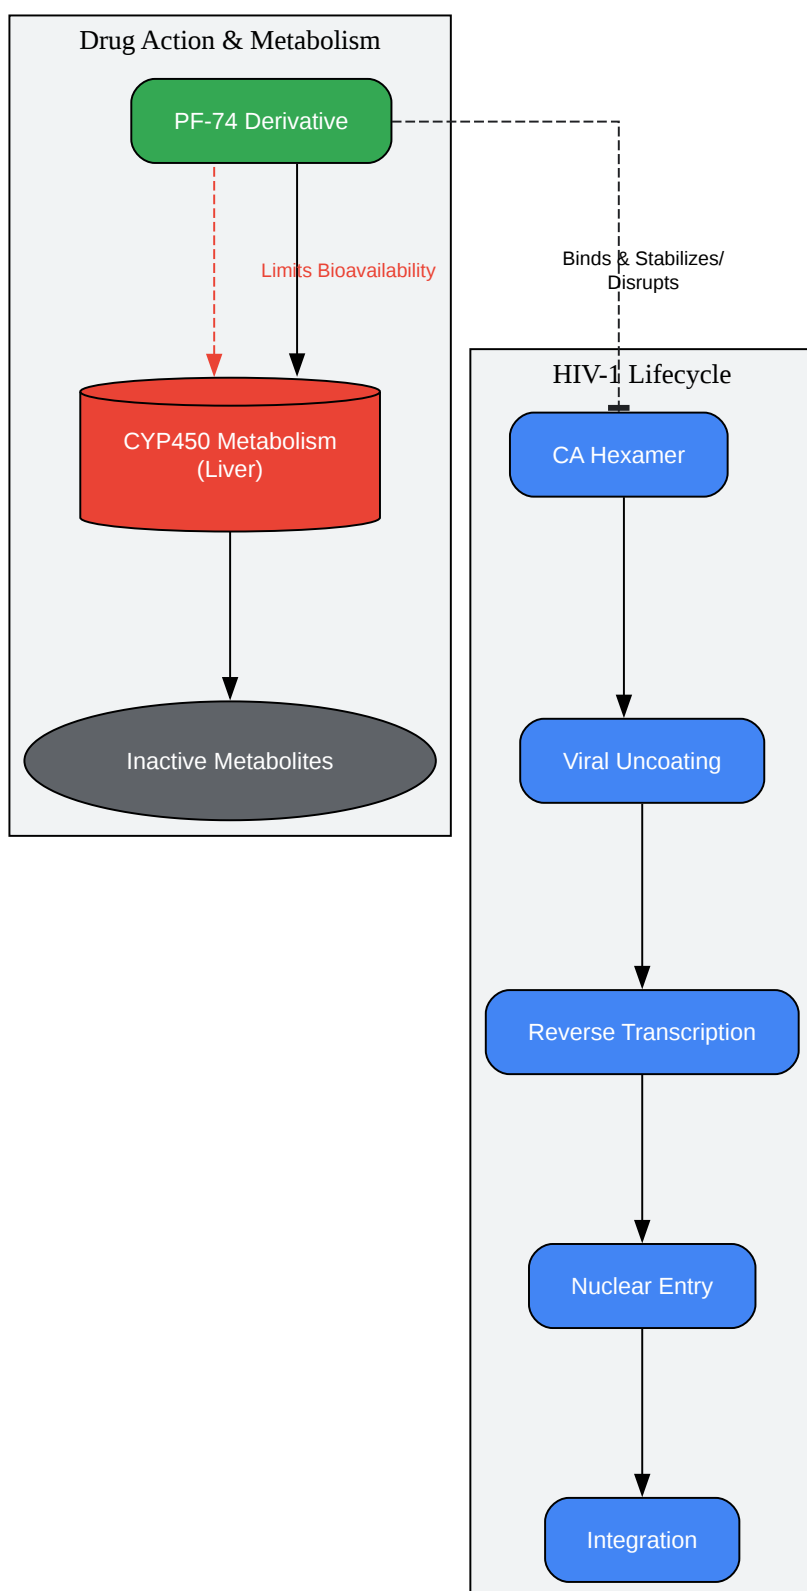 Drug Action & Metabolism
PF-74 Derivative
Limits Bioavailability
CYP450 Metabolism
(Liver)
Inactive Metabolites
Binds & Stabilizes/
Disrupts
HIV-1 Lifecycle
CA Hexamer
Viral Uncoating
Reverse Transcription
Nuclear Entry
Integration